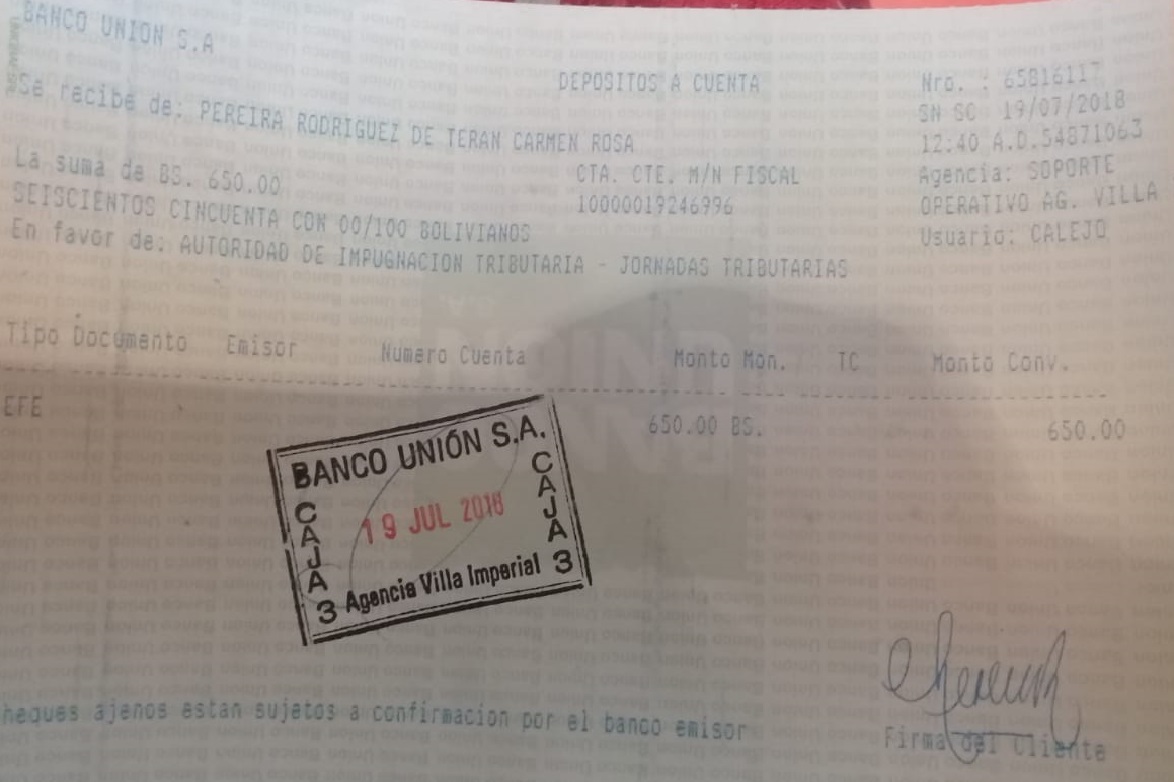 BANCO UNION S.A
DEPOSITOS A CUENTA
Nro. : 65816117
Se recibe de: PEREIRA RODRIGUEZ DE TERAN CARMEN ROSA
SN SC 19/07/2018
12:40 A.D.54871063
La suma de BS. 650.00
CTA. CTE. M/N FISCAL
Agencia: SOPORTE
SEISCIENTOS CINCUENTA CON 00/100 BOLIVIANOS
10000019246996
OPERATIVO AG. VILLA
En favor de: AUTORIDAD DE IMPUGNACION TRIBUTARIA - JORNADAS TRIBUTARIAS
Usuario: CALEJO
Tipo Documento Emisor Numero Cuenta Monto Mon. TC Monto Conv.
EFE 650.00 BS. 650.00
BANCO UNIÓN S.A.
CAJA 3
19 JUL 2018
CAJA 3
Agencia Villa Imperial
heques ajenos estan sujetos a confirmacion por el banco emisor
Firma del Cliente